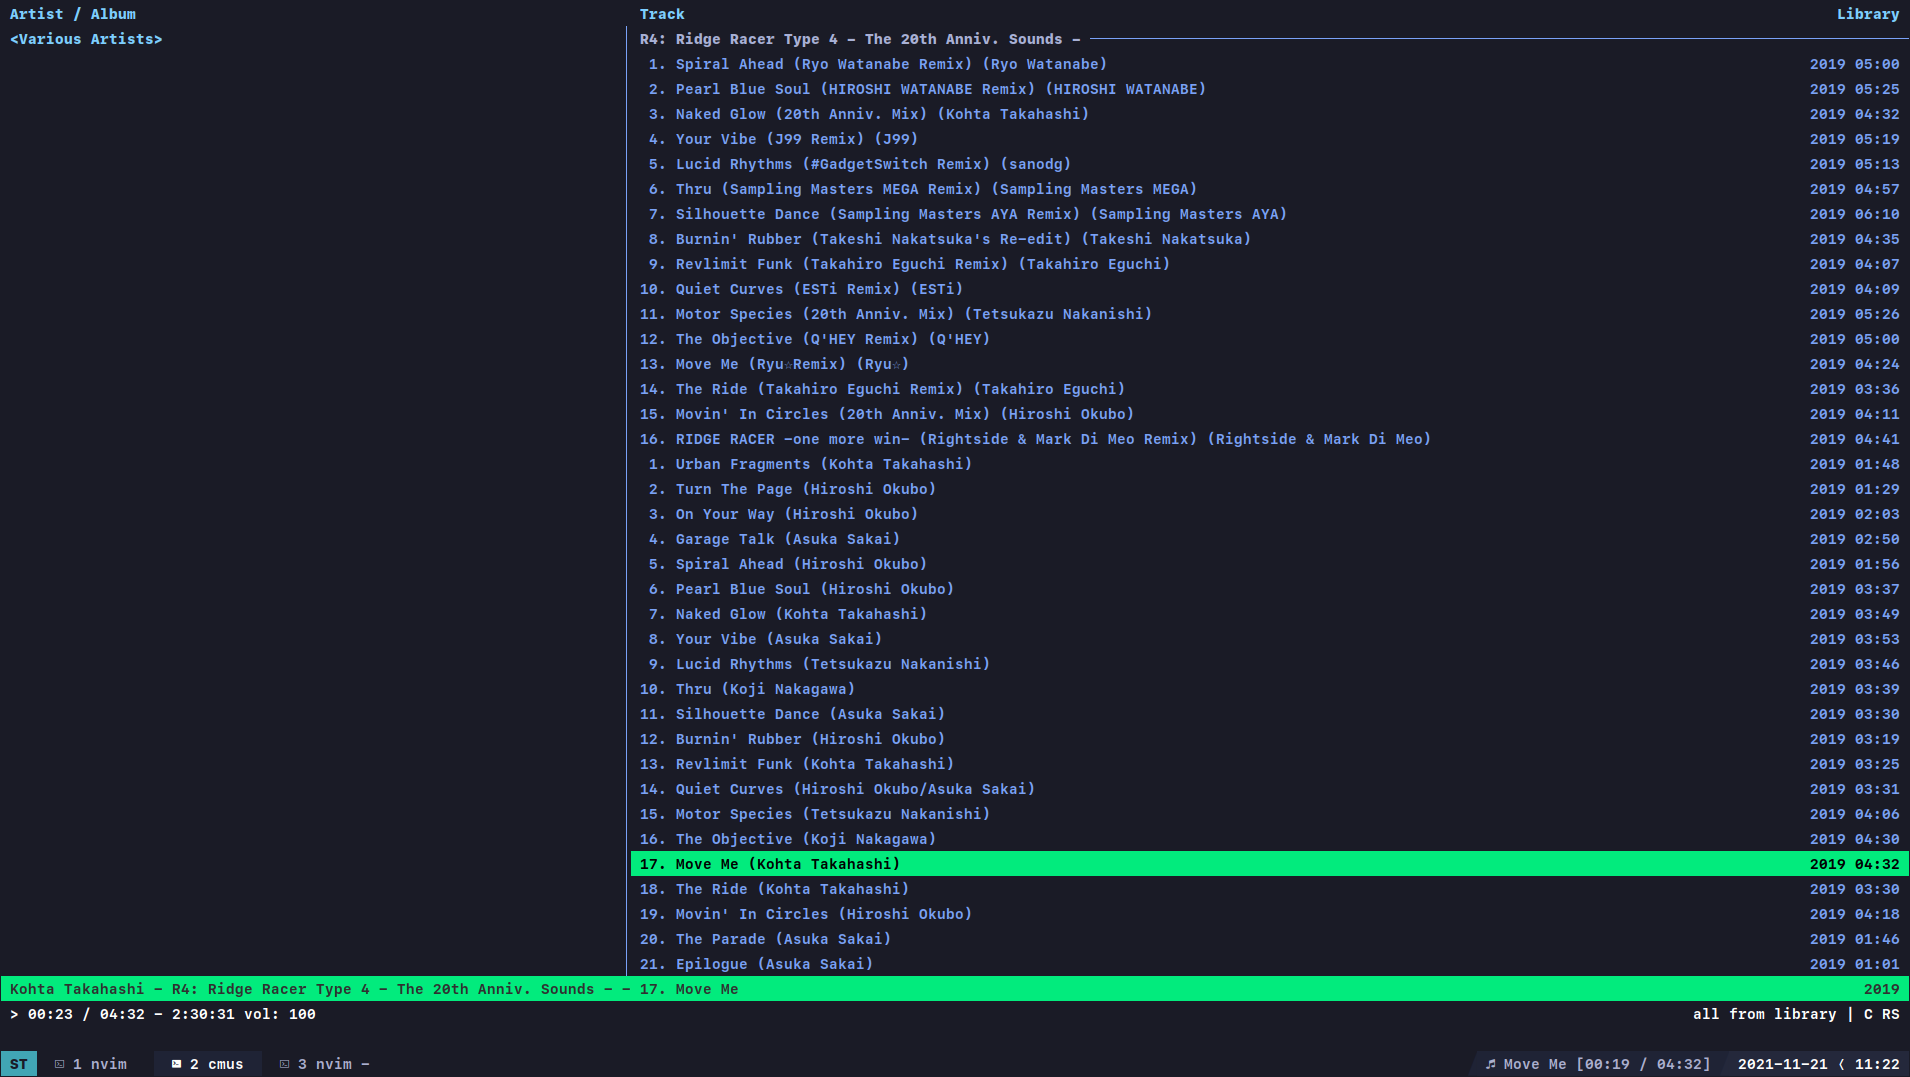 Artist / Album Track Library
<Various Artists> R4: Ridge Racer Type 4 - The 20th Anniv. Sounds -
1. Spiral Ahead (Ryo Watanabe Remix) (Ryo Watanabe) 2019 05:00
2. Pearl Blue Soul (HIROSHI WATANABE Remix) (HIROSHI WATANABE) 2019 05:25
3. Naked Glow (20th Anniv. Mix) (Kohta Takahashi) 2019 04:32
4. Your Vibe (J99 Remix) (J99) 2019 05:19
5. Lucid Rhythms (#GadgetSwitch Remix) (sanodg) 2019 05:13
6. Thru (Sampling Masters MEGA Remix) (Sampling Masters MEGA) 2019 04:57
7. Silhouette Dance (Sampling Masters AYA Remix) (Sampling Masters AYA) 2019 06:10
8. Burnin' Rubber (Takeshi Nakatsuka's Re-edit) (Takeshi Nakatsuka) 2019 04:35
9. Revlimit Funk (Takahiro Eguchi Remix) (Takahiro Eguchi) 2019 04:07
10. Quiet Curves (ESTi Remix) (ESTi) 2019 04:09
11. Motor Species (20th Anniv. Mix) (Tetsukazu Nakanishi) 2019 05:26
12. The Objective (Q'HEY Remix) (Q'HEY) 2019 05:00
13. Move Me (Ryu☆Remix) (Ryu☆) 2019 04:24
14. The Ride (Takahiro Eguchi Remix) (Takahiro Eguchi) 2019 03:36
15. Movin' In Circles (20th Anniv. Mix) (Hiroshi Okubo) 2019 04:11
16. RIDGE RACER -one more win- (Rightside & Mark Di Meo Remix) (Rightside & Mark Di Meo) 2019 04:41
1. Urban Fragments (Kohta Takahashi) 2019 01:48
2. Turn The Page (Hiroshi Okubo) 2019 01:29
3. On Your Way (Hiroshi Okubo) 2019 02:03
4. Garage Talk (Asuka Sakai) 2019 02:50
5. Spiral Ahead (Hiroshi Okubo) 2019 01:56
6. Pearl Blue Soul (Hiroshi Okubo) 2019 03:37
7. Naked Glow (Kohta Takahashi) 2019 03:49
8. Your Vibe (Asuka Sakai) 2019 03:53
9. Lucid Rhythms (Tetsukazu Nakanishi) 2019 03:46
10. Thru (Koji Nakagawa) 2019 03:39
11. Silhouette Dance (Asuka Sakai) 2019 03:30
12. Burnin' Rubber (Hiroshi Okubo) 2019 03:19
13. Revlimit Funk (Kohta Takahashi) 2019 03:25
14. Quiet Curves (Hiroshi Okubo/Asuka Sakai) 2019 03:31
15. Motor Species (Tetsukazu Nakanishi) 2019 04:06
16. The Objective (Koji Nakagawa) 2019 04:30
17. Move Me (Kohta Takahashi) 2019 04:32
18. The Ride (Kohta Takahashi) 2019 03:30
19. Movin' In Circles (Hiroshi Okubo) 2019 04:18
20. The Parade (Asuka Sakai) 2019 01:46
21. Epilogue (Asuka Sakai) 2019 01:01
Kohta Takahashi - R4: Ridge Racer Type 4 - The 20th Anniv. Sounds - - 17. Move Me 2019
> 00:23 / 04:32 - 2:30:31 vol: 100 all from library | C RS
ST 1 nvim 2 cmus 3 nvim - ♬ Move Me [00:19 / 04:32] 2021-11-21 ⟨ 11:22